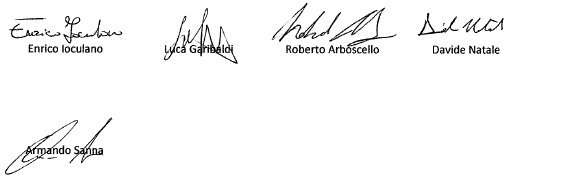 Enrico Ioculano Luca Garibaldi Roberto Arboscello Davide Natale
Armando Sanna